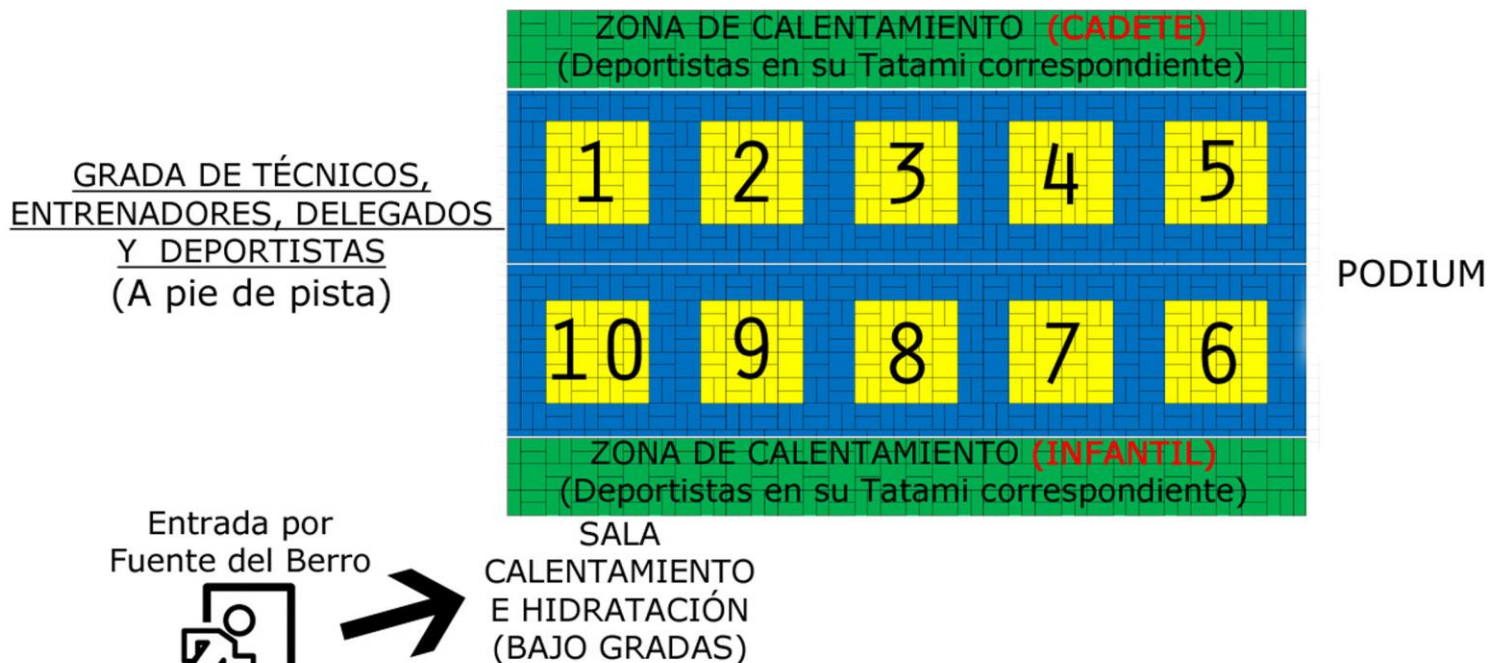 ZONA DE CALENTAMIENTO (CADETE)
(Deportistas en su Tatami correspondiente)
1 2 3 4 5
GRADA DE TÉCNICOS,
ENTRENADORES, DELEGADOS
Y DEPORTISTAS
(A pie de pista)
PODIUM
10 9 8 7 6
ZONA DE CALENTAMIENTO (INFANTIL)
(Deportistas en su Tatami correspondiente)
Entrada por
Fuente del Berro
SALA
CALENTAMIENTO
E HIDRATACIÓN
(BAJO GRADAS)